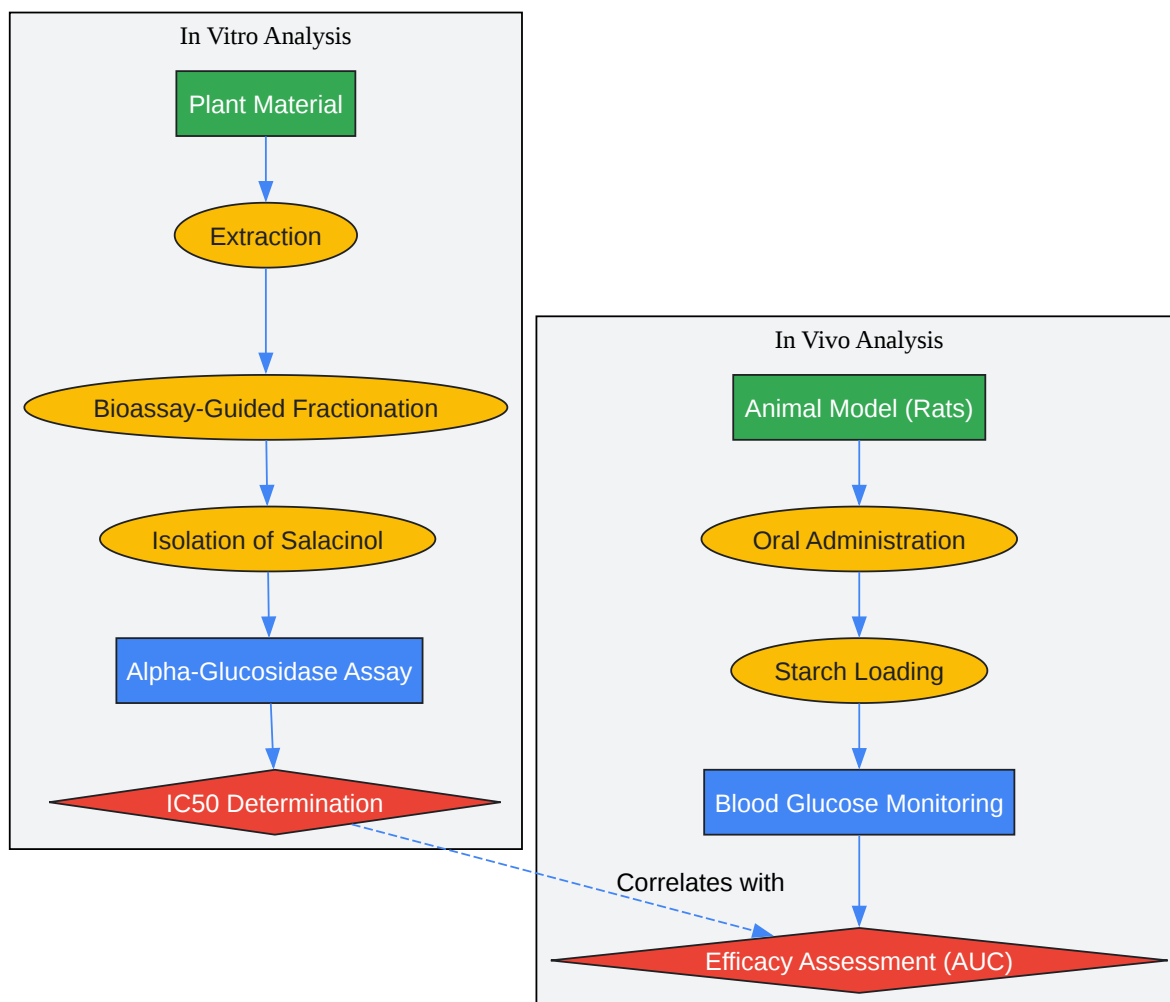 In Vitro Analysis
Plant Material
Extraction
Bioassay-Guided Fractionation
Isolation of Salacinol
Alpha-Glucosidase Assay
IC50 Determination
In Vivo Analysis
Animal Model (Rats)
Oral Administration
Starch Loading
Blood Glucose Monitoring
Correlates with
Efficacy Assessment (AUC)